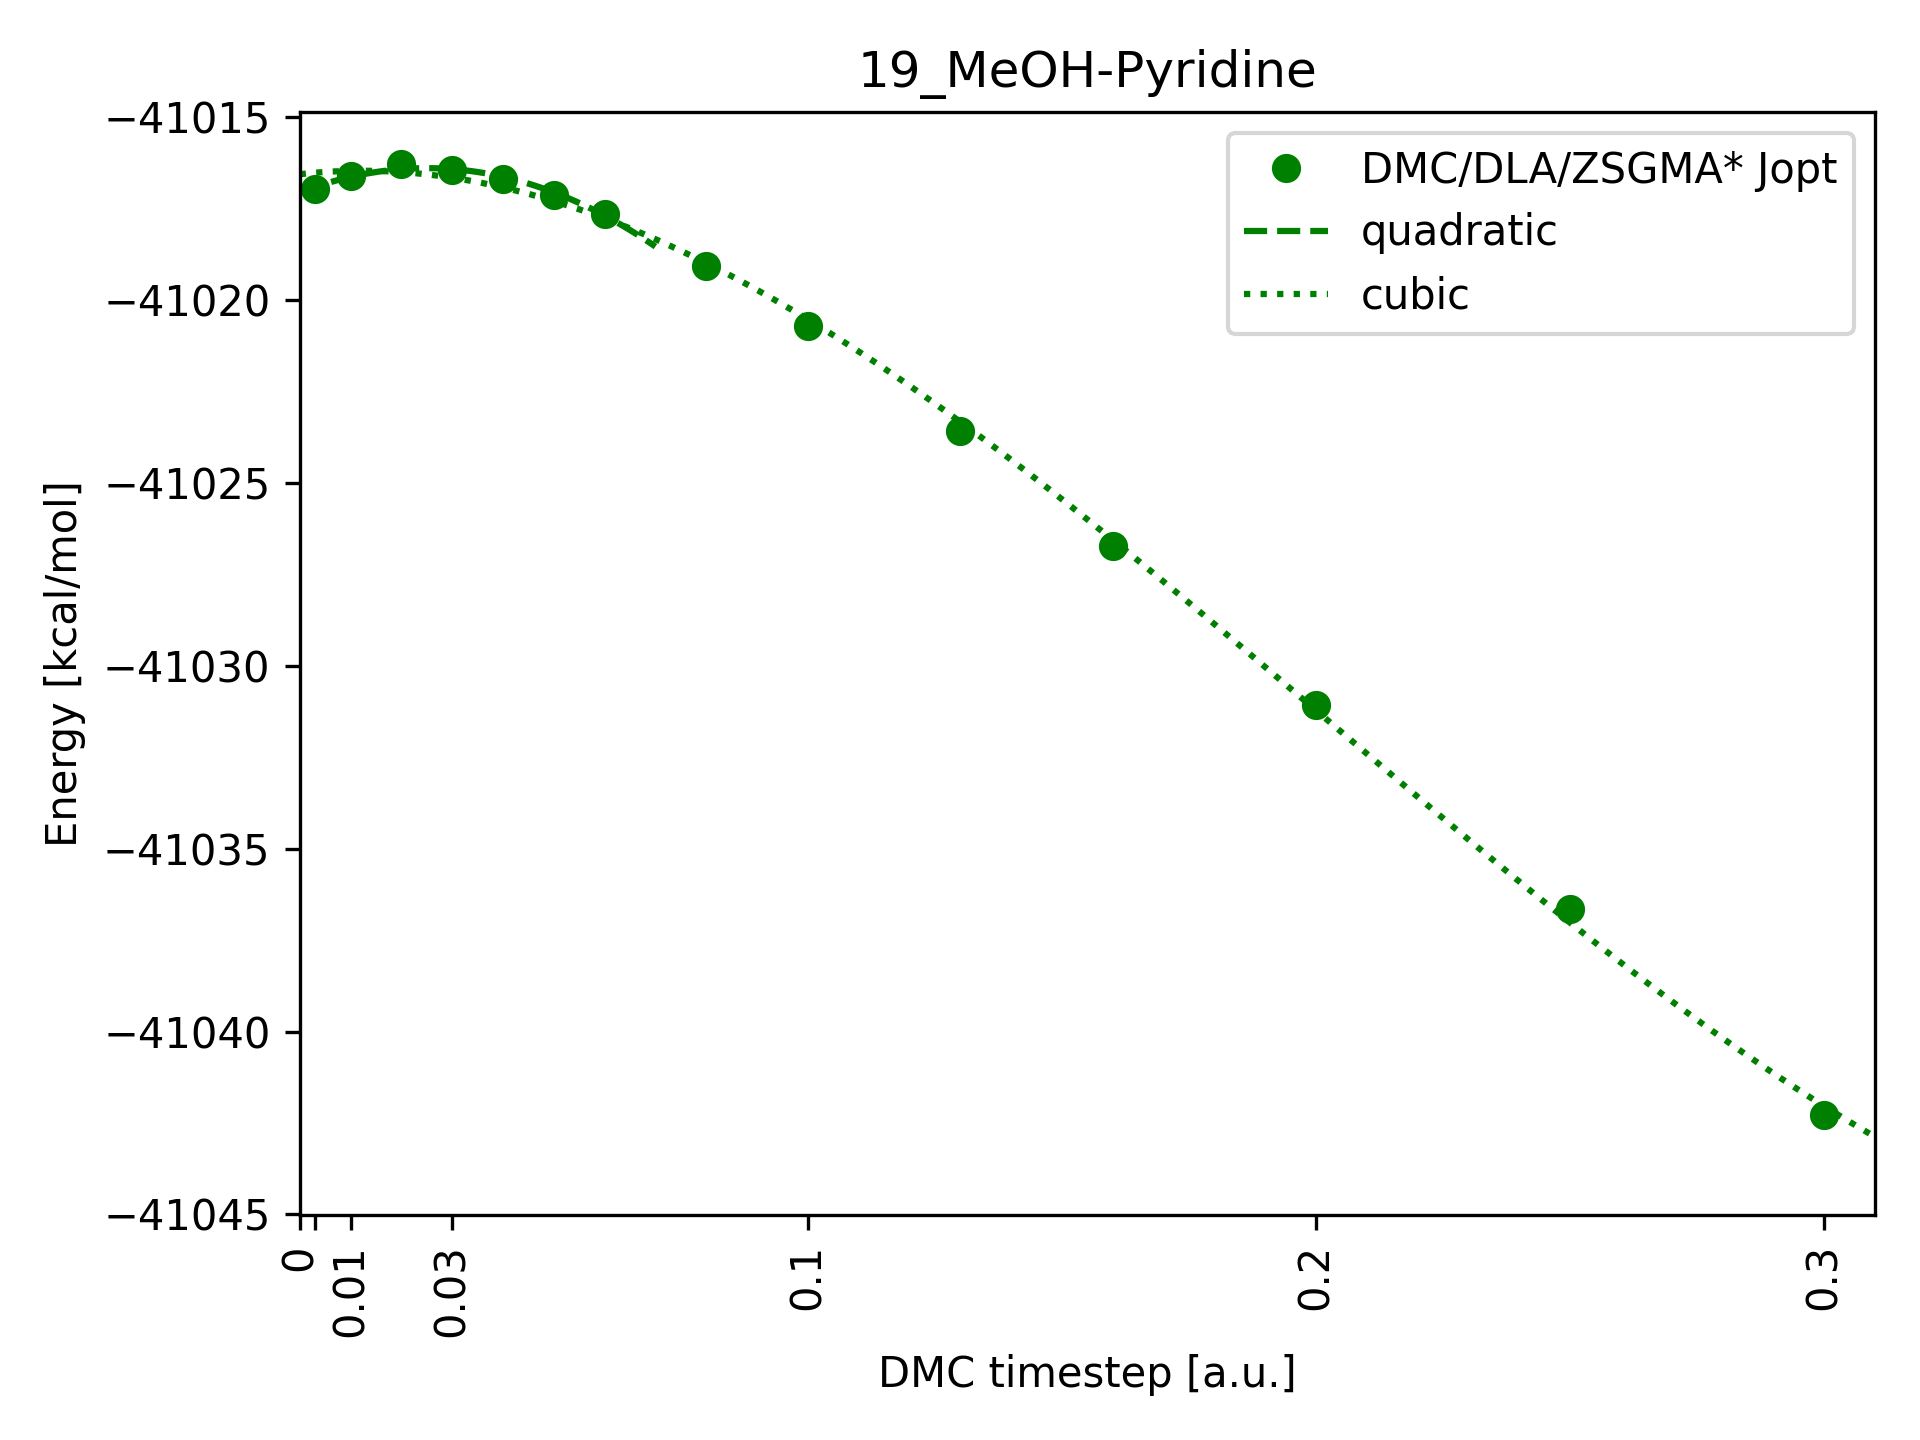 19_MeOH-Pyridine
−41015
−41020
−41025
−41030
−41035
−41040
−41045
Energy [kcal/mol]
DMC/DLA/ZSGMA* Jopt
quadratic
cubic
0
0.01
0.03
0.1
0.2
0.3
DMC timestep [a.u.]